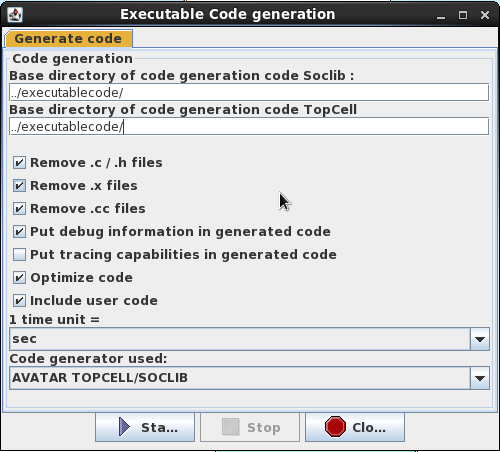 Executable Code generation
Generate code
Code generation
Base directory of code generation code Soclib :
../executablecode/
Base directory of code generation code TopCell
../executablecode/
Remove .c / .h files
Remove .x files
Remove .cc files
Put debug information in generated code
Put tracing capabilities in generated code
Optimize code
Include user code
1 time unit =
sec
Code generator used:
AVATAR TOPCELL/SOCLIB
Sta... Stop Clo...